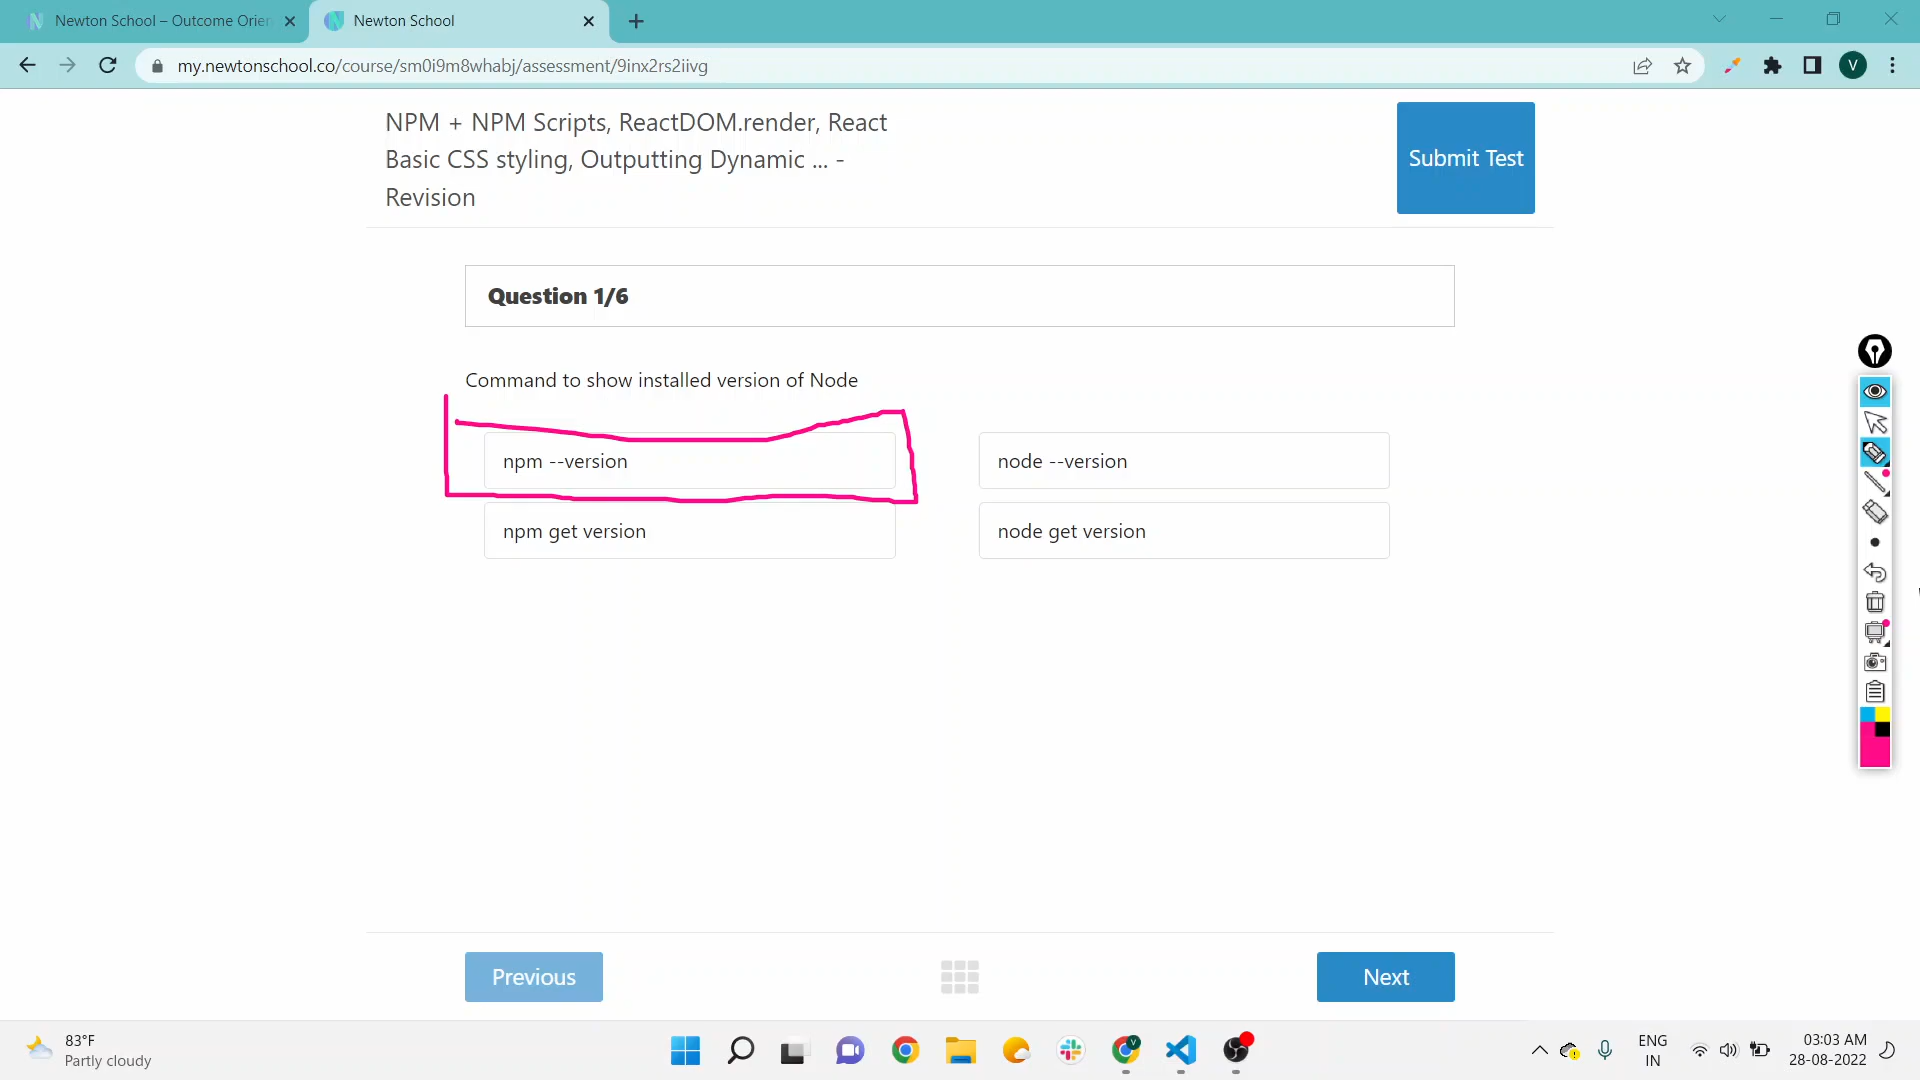 Newton School – Outcome Orien
Newton School
my.newtonschool.co/course/sm0i9m8whabj/assessment/9inx2rs2iivg
V
NPM + NPM Scripts, ReactDOM.render, React
Basic CSS styling, Outputting Dynamic ... -
Revision
Submit Test
Question 1/6
Command to show installed version of Node
npm --version
node --version
npm get version
node get version
Previous
Next
83°F
Partly cloudy
ENG
IN
03:03 AM
28-08-2022